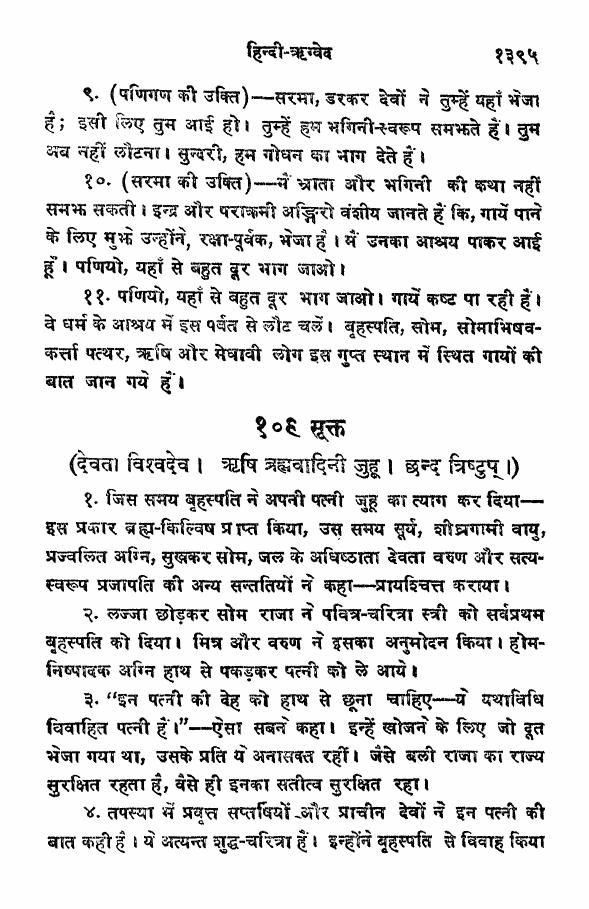 हिन्दी-ऋग्वेद १३९५
९. (पणिगण की उक्ति)—सरमा, डरकर देवों ने तुम्हें यहाँ भेजा
है; इसी लिए तुम आई हो। तुम्हें हम भगिनी-स्वरूप समझते हैं। तुम
अब नहीं लौटना। सुन्दरी, हम गोधन का भाग देते हैं।
१०. (सरमा की उक्ति)—मैं भ्राता और भगिनी की कथा नहीं
समझ सकती। इन्द्र और पराक्रमी अङ्गिरो वंशीय जानते हैं कि, गायें पाने
के लिए मुझे उन्होंने, रक्षा-पूर्वक, भेजा है। मैं उनका आश्रय पाकर आई
हूँ। पणियो, यहाँ से बहुत दूर भाग जाओ।
११. पणियो, यहाँ से बहुत दूर भाग जाओ। गायें कष्ट पा रही हैं।
वे धर्म के आश्रय में इस पर्वत से लौट चलें। बृहस्पति, सोम, सोमाभिषव-
कर्त्ता पत्थर, ऋषि और मेधावी लोग इस गुप्त स्थान में स्थित गायों की
बात जान गये हैं।
१०९ सूक्त
(देवता विश्वदेव। ऋषि ब्रह्मवादिनी जुहू। छन्द त्रिष्टुप्।)
१. जिस समय बृहस्पति ने अपनी पत्नी जुहू का त्याग कर दिया—
इस प्रकार ब्रह्म-किल्विष प्राप्त किया, उस समय सूर्य, शीघ्रगामी वायु,
प्रज्वलित अग्नि, सुखकर सोम, जल के अधिष्ठाता देवता वरुण और सत्य-
स्वरूप प्रजापति की अन्य सन्ततियों ने कहा—प्रायश्चित्त कराया।
२. लज्जा छोड़कर सोम राजा ने पवित्र-चरित्रा स्त्री को सर्वप्रथम
बृहस्पति को दिया। मित्र और वरुण ने इसका अनुमोदन किया। होम-
निष्पादक अग्नि हाथ से पकड़कर पत्नी को ले आये।
३. “इन पत्नी की देह को हाथ से छूना चाहिए—ये यथाविधि
विवाहित पत्नी हैं।”—ऐसा सबने कहा। इन्हें खोजने के लिए जो दूत
भेजा गया था, उसके प्रति ये अनासक्त रहीं। जैसे बली राजा का राज्य
सुरक्षित रहता है, वैसे ही इनका सतीत्व सुरक्षित रहा।
४. तपस्या में प्रवृत्त सप्तर्षियों और प्राचीन देवों ने इन पत्नी की
बात कही है। ये अत्यन्त शुद्ध-चरित्रा हैं। इन्होंने बृहस्पति से विवाह किया